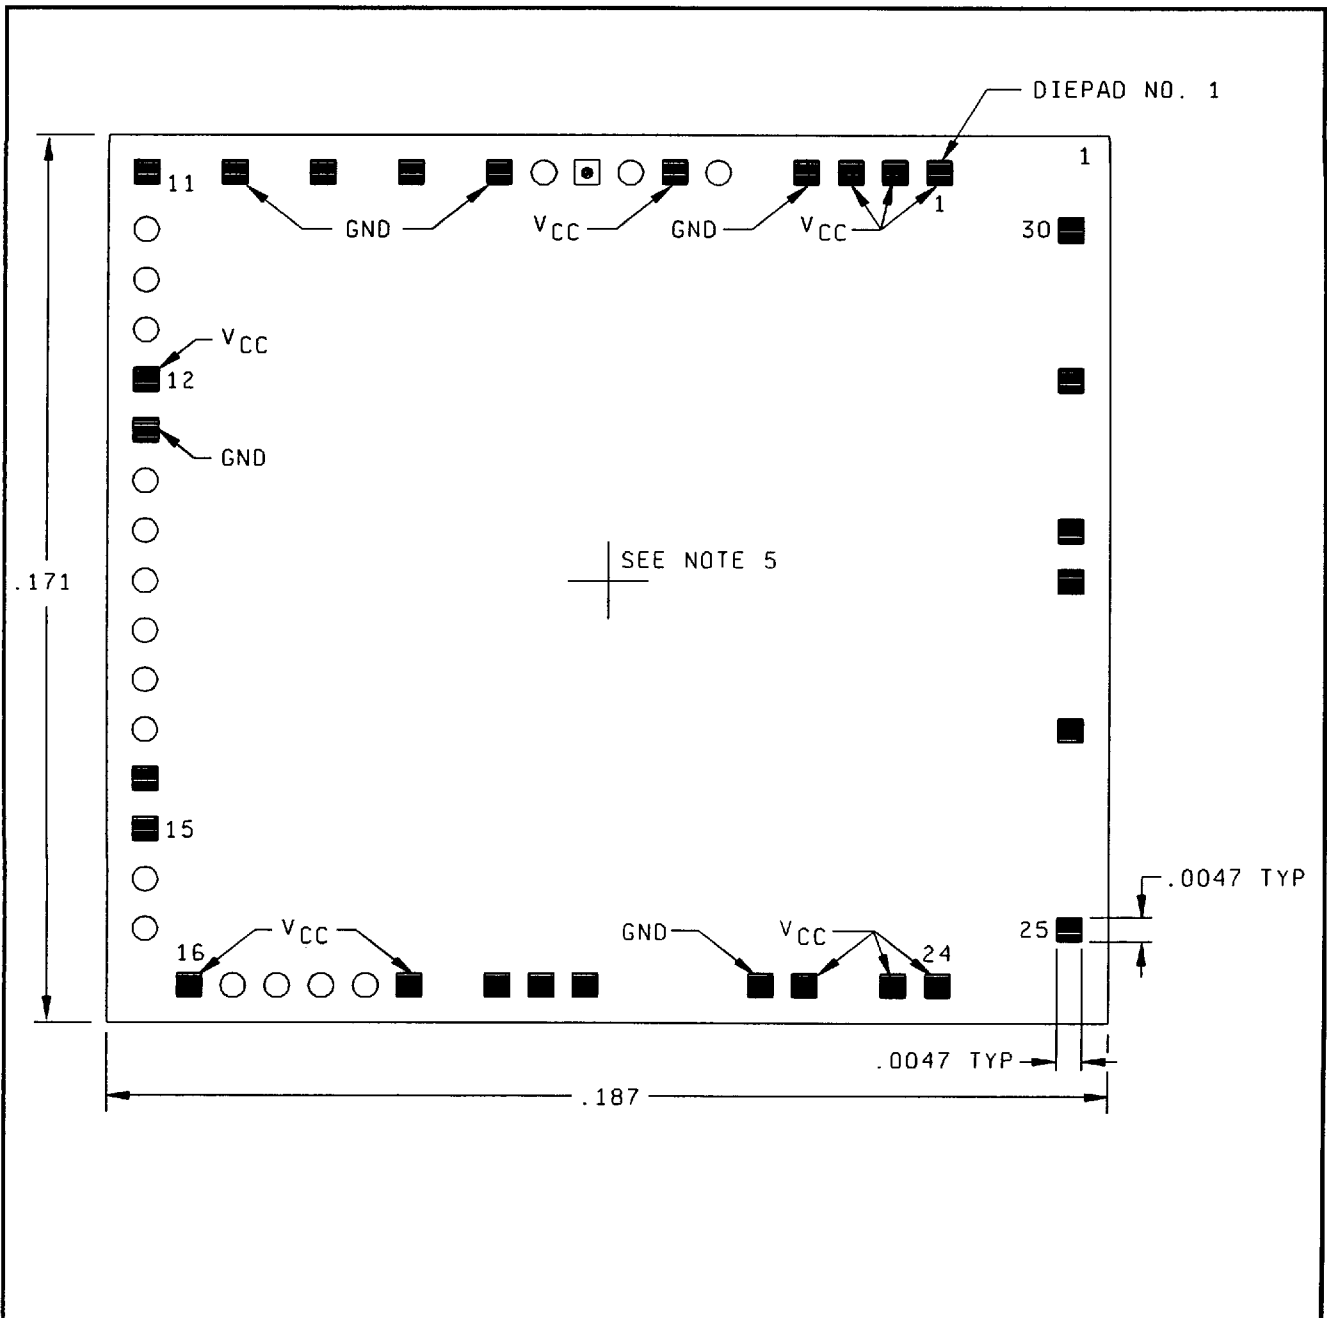 DIEPAD NO. 1
1
11
GND
VCC
GND
VCC
1
30
VCC
12
GND
SEE NOTE 5
.171
15
.0047 TYP
16
VCC
GND
VCC
24
25
.0047 TYP
.187